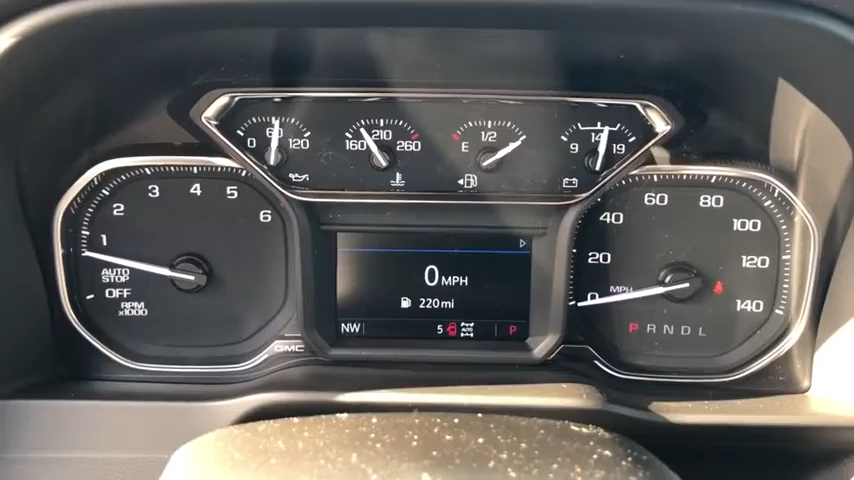 0 60 120
160 210 260
E 1/2
9 14 19
1 2 3 4 5 6
AUTO
STOP
OFF
RPM
x1000
GMC
0 MPH
220 mi
NW 5 AUTO P
0 20 40 60 80 100 120 140
MPH
P R N D L